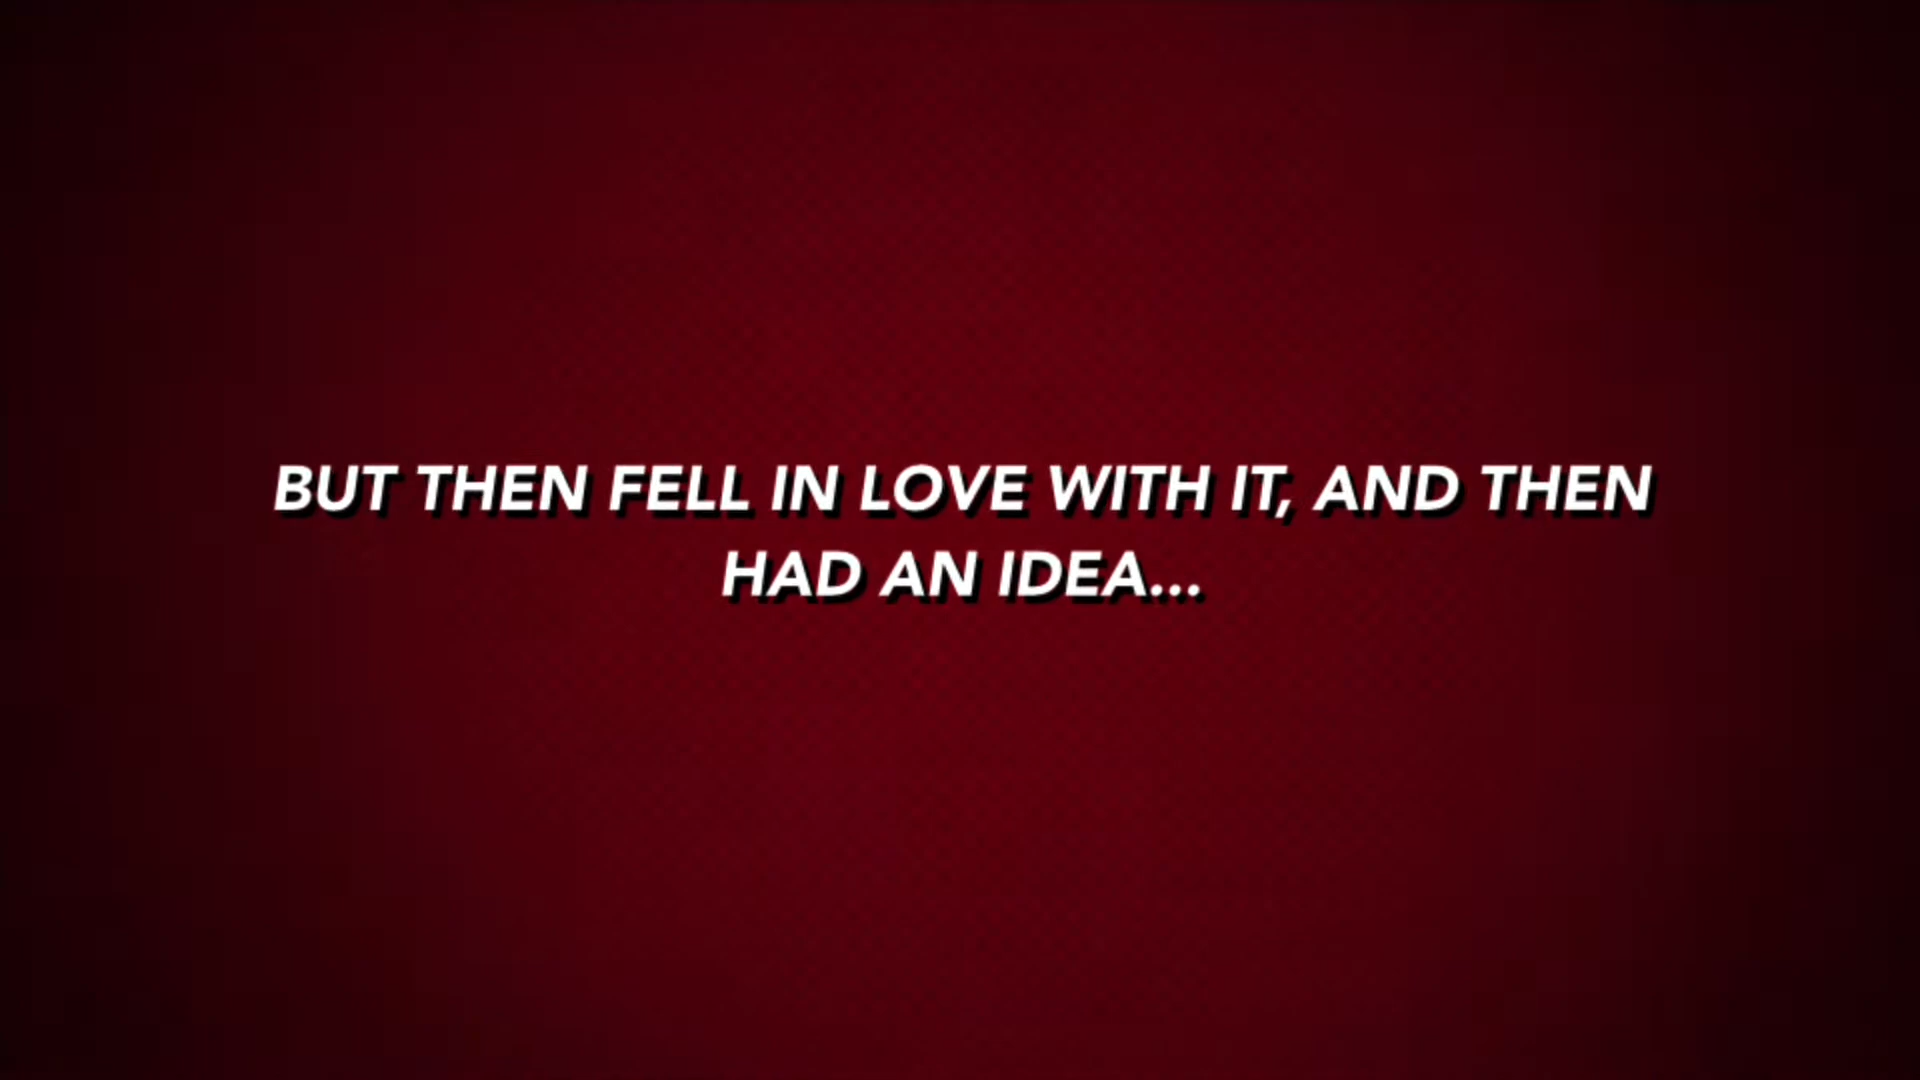 BUT THEN FELL IN LOVE WITH IT, AND THEN
HAD AN IDEA...